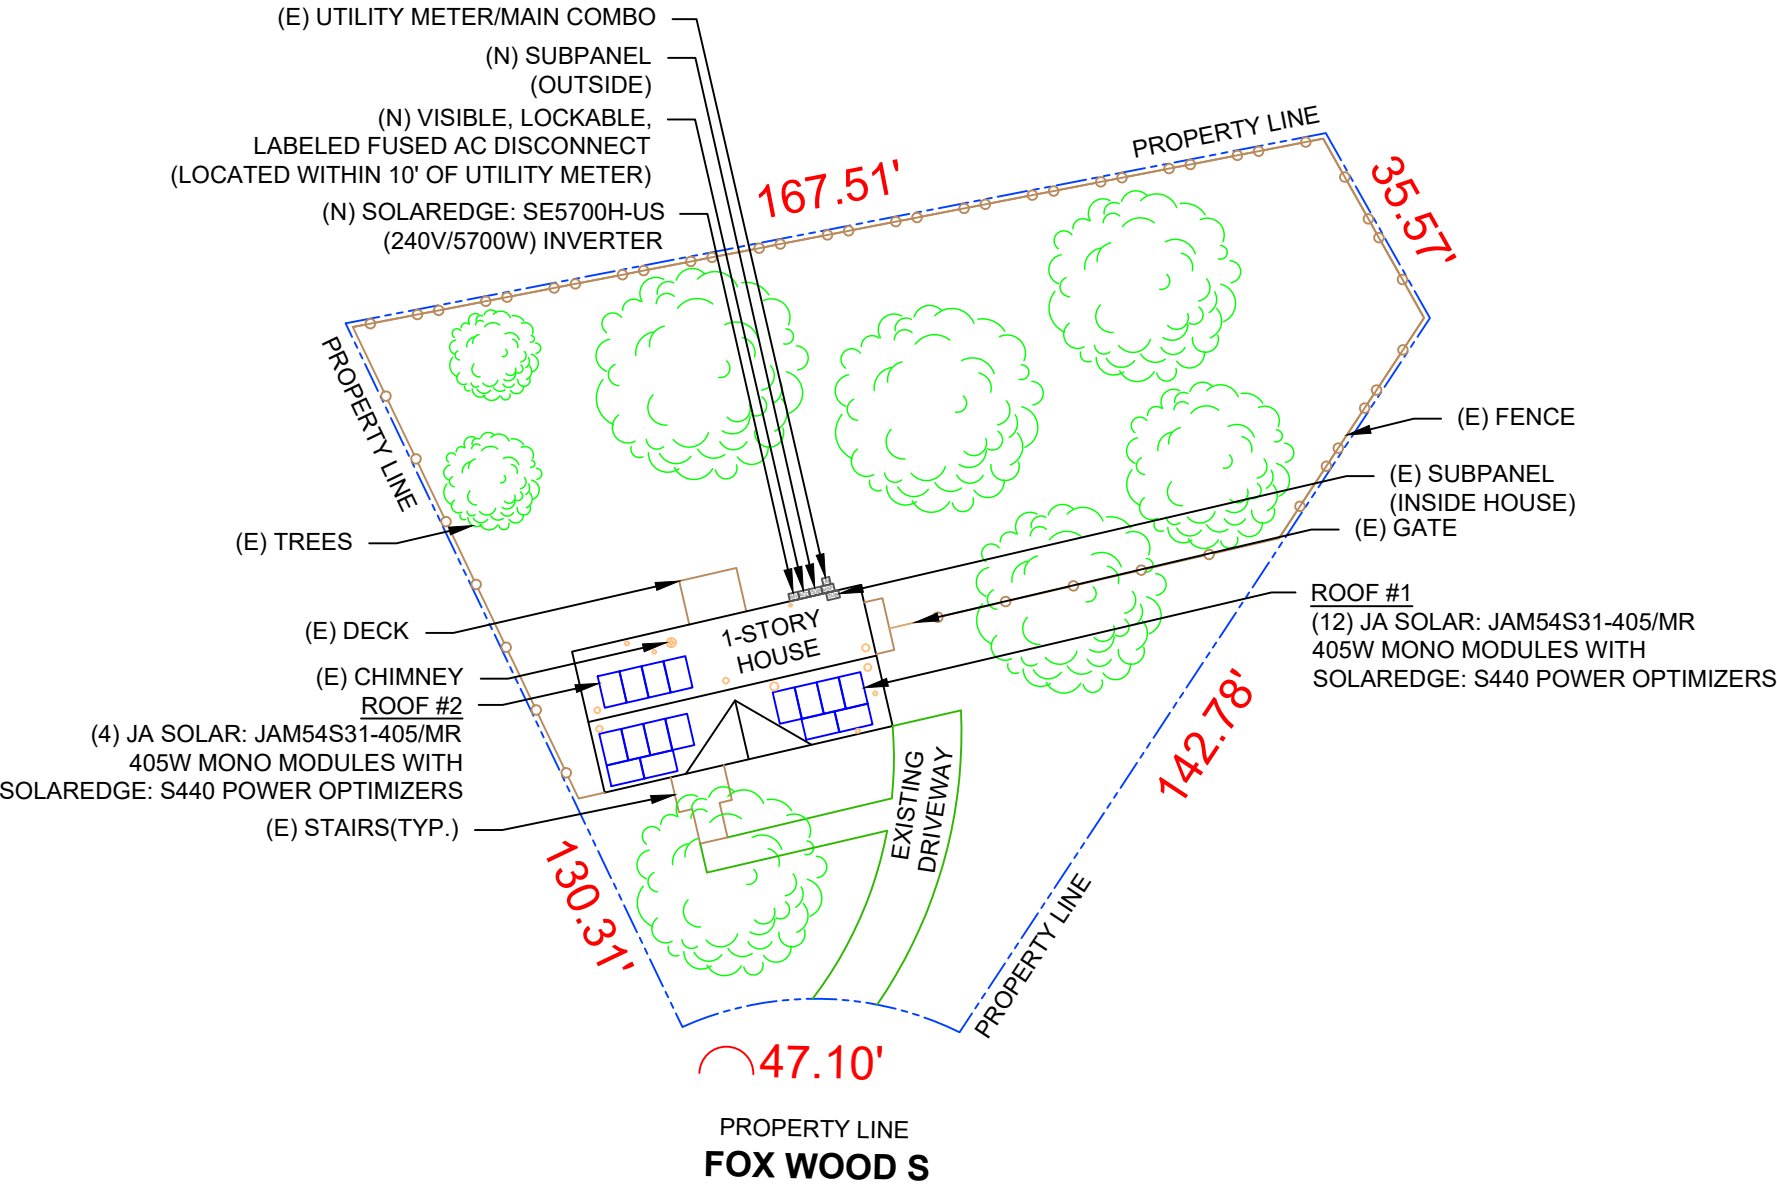 (E) UTILITY METER/MAIN COMBO
(N) SUBPANEL
(OUTSIDE)
(N) VISIBLE, LOCKABLE,
LABELED FUSED AC DISCONNECT
(LOCATED WITHIN 10' OF UTILITY METER)
(N) SOLAREDGE: SE5700H-US
(240V/5700W) INVERTER
167.51'
PROPERTY LINE
35.57'
PROPERTY LINE
(E) FENCE
(E) SUBPANEL
(INSIDE HOUSE)
(E) GATE
(E) TREES
(E) DECK
1-STORY
HOUSE
ROOF #1
(12) JA SOLAR: JAM54S31-405/MR
405W MONO MODULES WITH
SOLAREDGE: S440 POWER OPTIMIZERS
(E) CHIMNEY
ROOF #2
(4) JA SOLAR: JAM54S31-405/MR
405W MONO MODULES WITH
SOLAREDGE: S440 POWER OPTIMIZERS
(E) STAIRS(TYP.)
142.78'
EXISTING
DRIVEWAY
130.31'
PROPERTY LINE
47.10'
PROPERTY LINE
FOX WOOD S